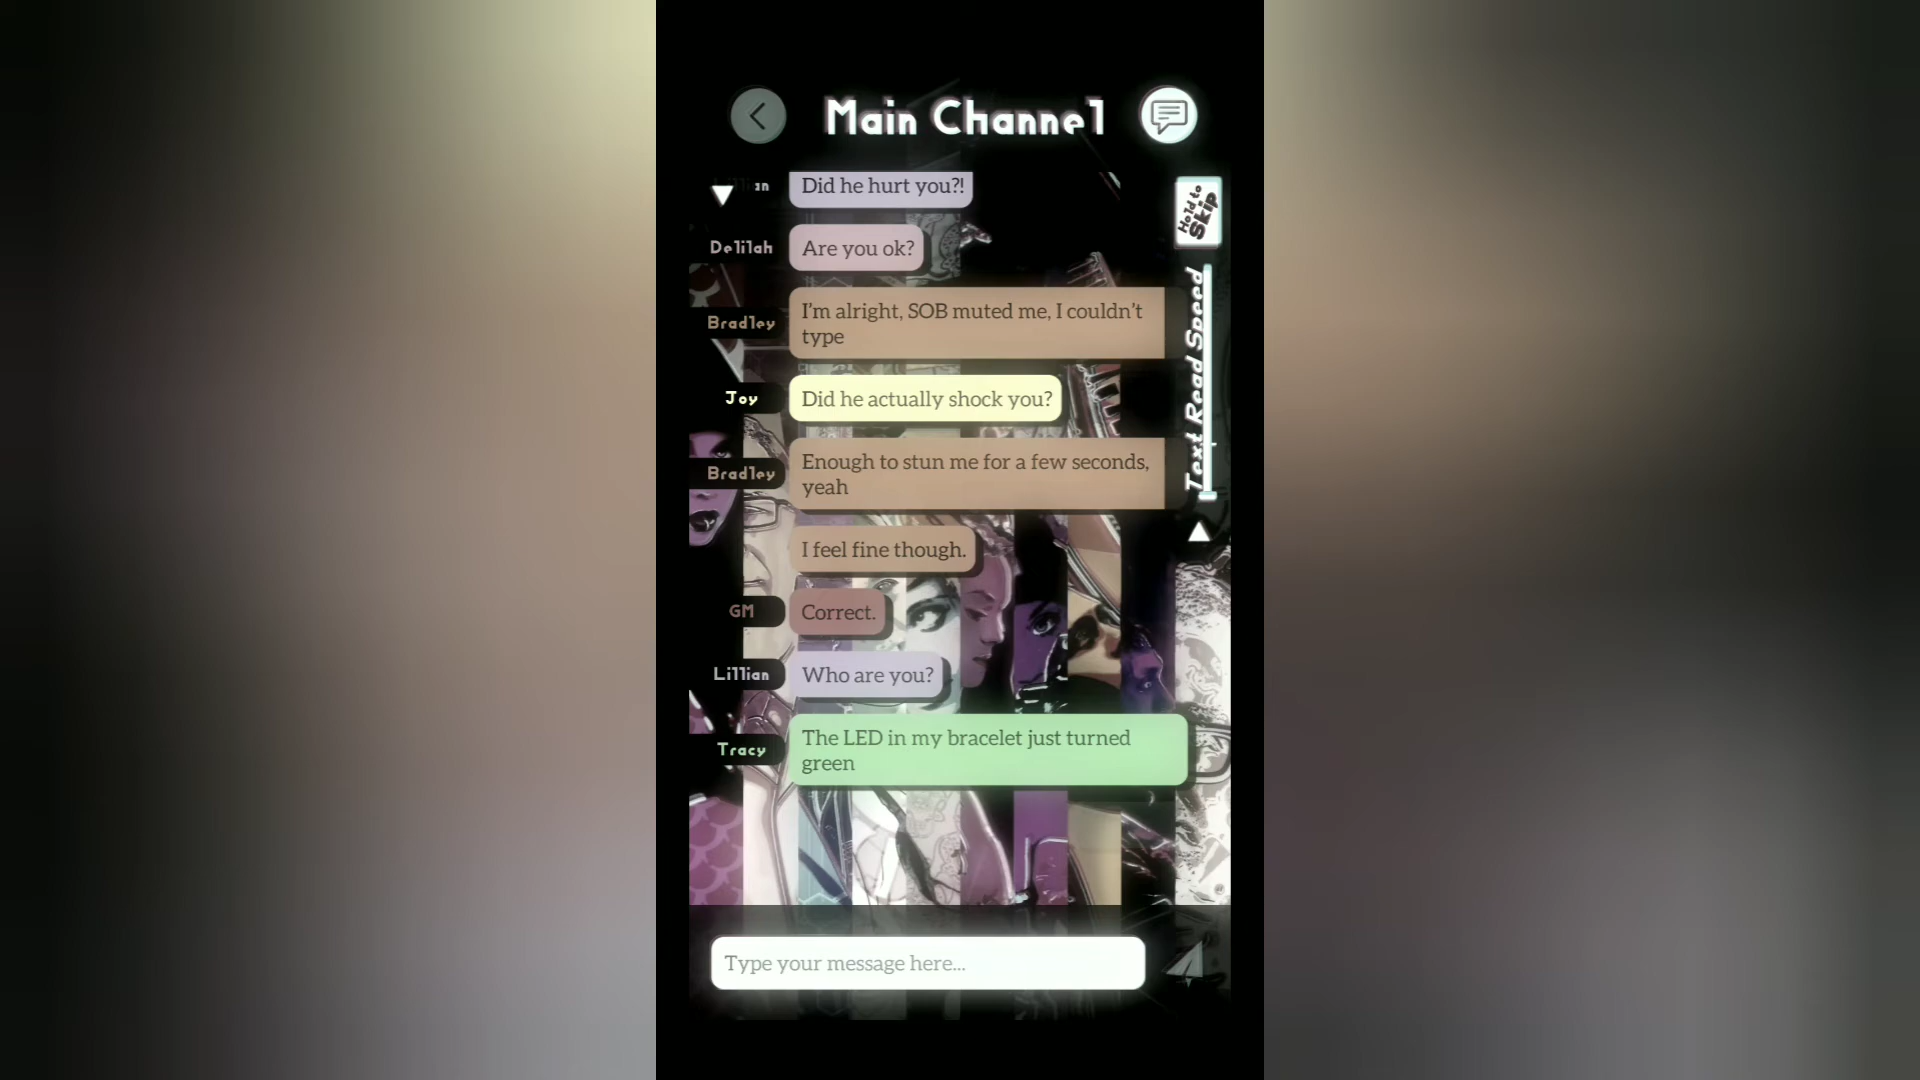 Main Channel
Lillian
Did he hurt you?!
Hold to
Skip
Delilah
Are you ok?
Text Read Speed
Bradley
I'm alright, SOB muted me, I couldn't
type
Joy
Did he actually shock you?
Bradley
Enough to stun me for a few seconds,
yeah
I feel fine though.
GM
Correct.
Lillian
Who are you?
Tracy
The LED in my bracelet just turned
green
Type your message here...